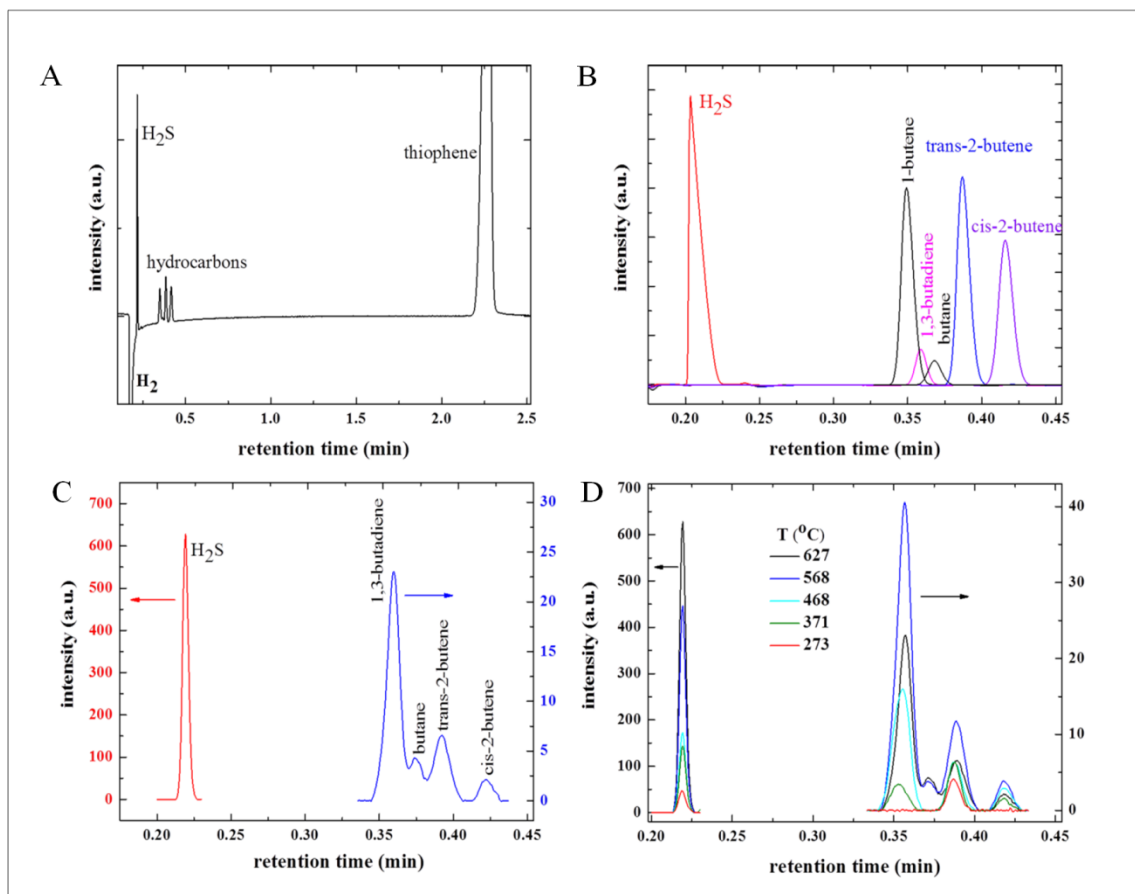 A
intensity (a.u.)
H2S
hydrocarbons
thiophene
H2
0.5
1.0
1.5
2.0
2.5
retention time (min)
B
intensity (a.u.)
H2S
1-butene
1,3-butadiene
butane
trans-2-butene
cis-2-butene
0.20
0.25
0.30
0.35
0.40
0.45
retention time (min)
C
intensity (a.u.)
700
600
500
400
300
200
100
0
H2S
1,3-butadiene
butane
trans-2-butene
cis-2-butene
30
25
20
15
10
5
0
0.20
0.25
0.30
0.35
0.40
0.45
retention time (min)
D
intensity (a.u.)
700
600
500
400
300
200
100
0
T (oC)
627
568
468
371
273
40
30
20
10
0
0.20
0.25
0.30
0.35
0.40
0.45
retention time (min)